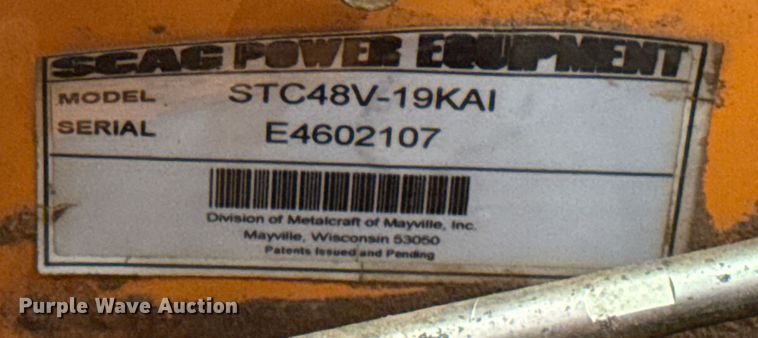 SCAG POWER EQUIPMENT
MODEL STC48V-19KAI
SERIAL E4602107
Division of Metalcraft of Mayville, Inc.
Mayville, Wisconsin 53050
Patents Issued and Pending
Purple Wave Auction